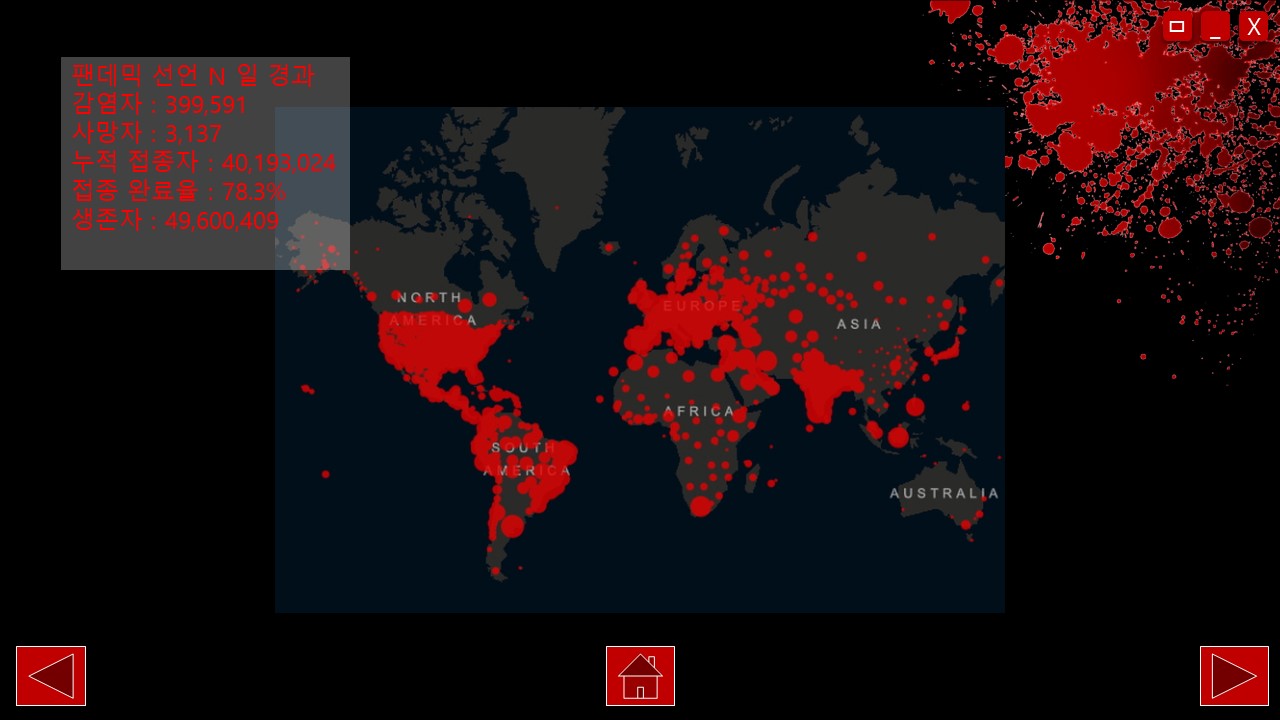 팬데믹 선언 N 일 경과
감염자 : 399,591
사망자 : 3,137
누적 접종자 : 40,193,024
접종 완료율 : 78.3%
생존자 : 49,600,409
_ X
NORTH
AMERICA
EUROPE
ASIA
AFRICA
SOUTH
AMERICA
AUSTRALIA